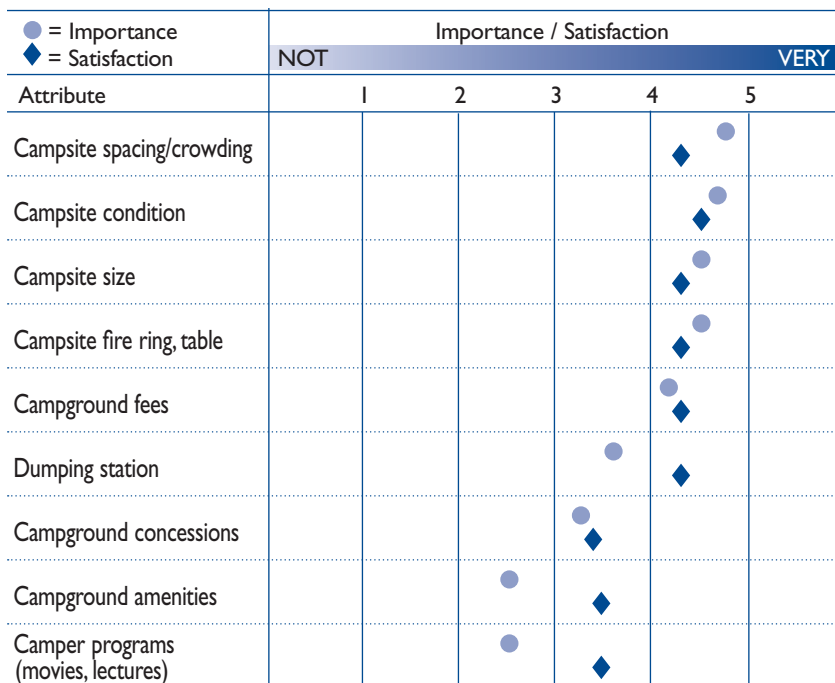 = Importance
= Satisfaction
Importance / Satisfaction
NOT
VERY
Attribute 1 2 3 4 5
Campsite spacing/crowding
Campsite condition
Campsite size
Campsite fire ring, table
Campground fees
Dumping station
Campground concessions
Campground amenities
Camper programs
(movies, lectures)